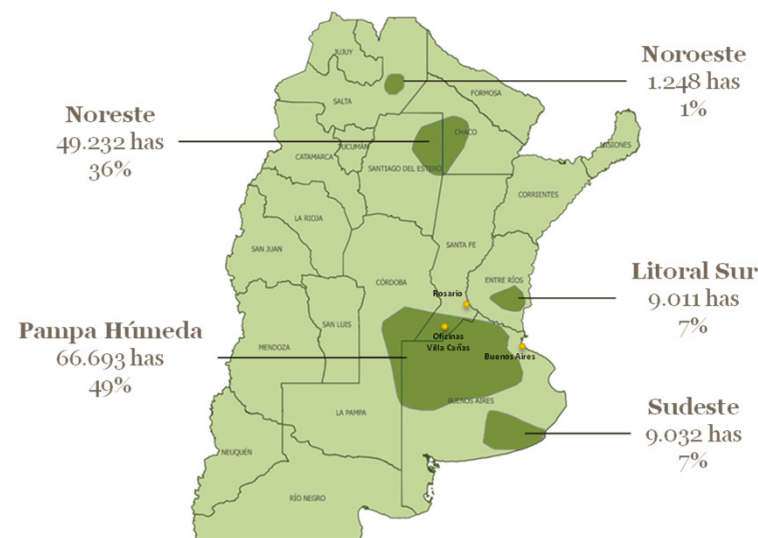 Noroeste
1.248 has
1%
Noreste
49.232 has
36%
Litoral Sur
9.011 has
7%
Pampa Húmeda
66.693 has
49%
Sudeste
9.032 has
7%
JUJUY
SALTA
FORMOSA
CHACO
TUCUMÁN
CATAMARCA
SANTIAGO DEL ESTERO
MISIONES
CORRIENTES
LA RIOJA
SANTA FE
SAN JUAN
CÓRDOBA
ENTRE RÍOS
Rosario
SAN LUIS
MENDOZA
Oficinas
Villa Cañas
Buenos Aires
BUENOS AIRES
LA PAMPA
NEUQUÉN
RÍO NEGRO